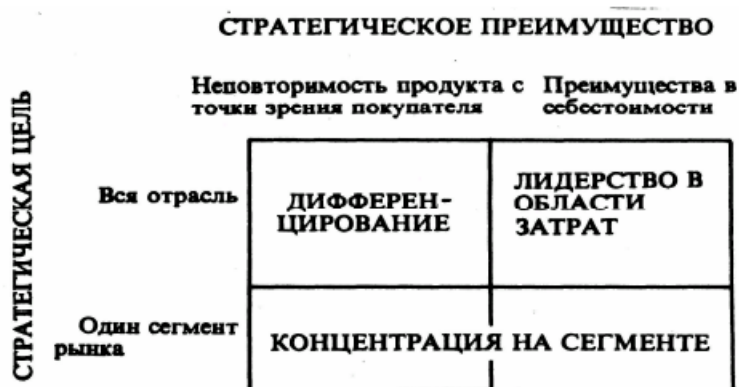 СТРАТЕГИЧЕСКОЕ ПРЕИМУЩЕСТВО
Неповторимость продукта с
точки зрения покупателя
Преимущества в
себестоимости
СТРАТЕГИЧЕСКАЯ ЦЕЛЬ
Вся отрасль
ДИФФЕРЕН-
ЦИРОВАНИЕ
ЛИДЕРСТВО В
ОБЛАСТИ
ЗАТРАТ
Один сегмент
рынка
КОНЦЕНТРАЦИЯ НА СЕГМЕНТЕ